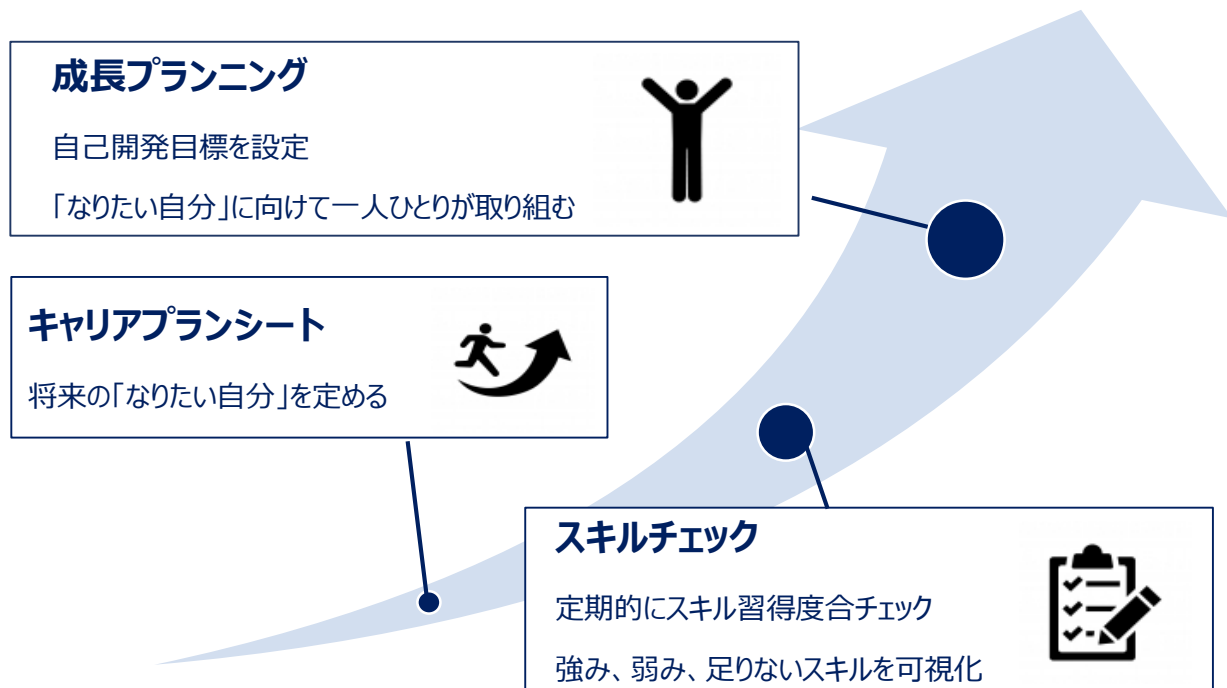 成長プランニング
自己開発目標を設定
「なりたい自分」に向けて一人ひとりが取り組む
キャリアプランシート
将来の「なりたい自分」を定める
スキルチェック
定期的にスキル習得度合チェック
強み、弱み、足りないスキルを可視化